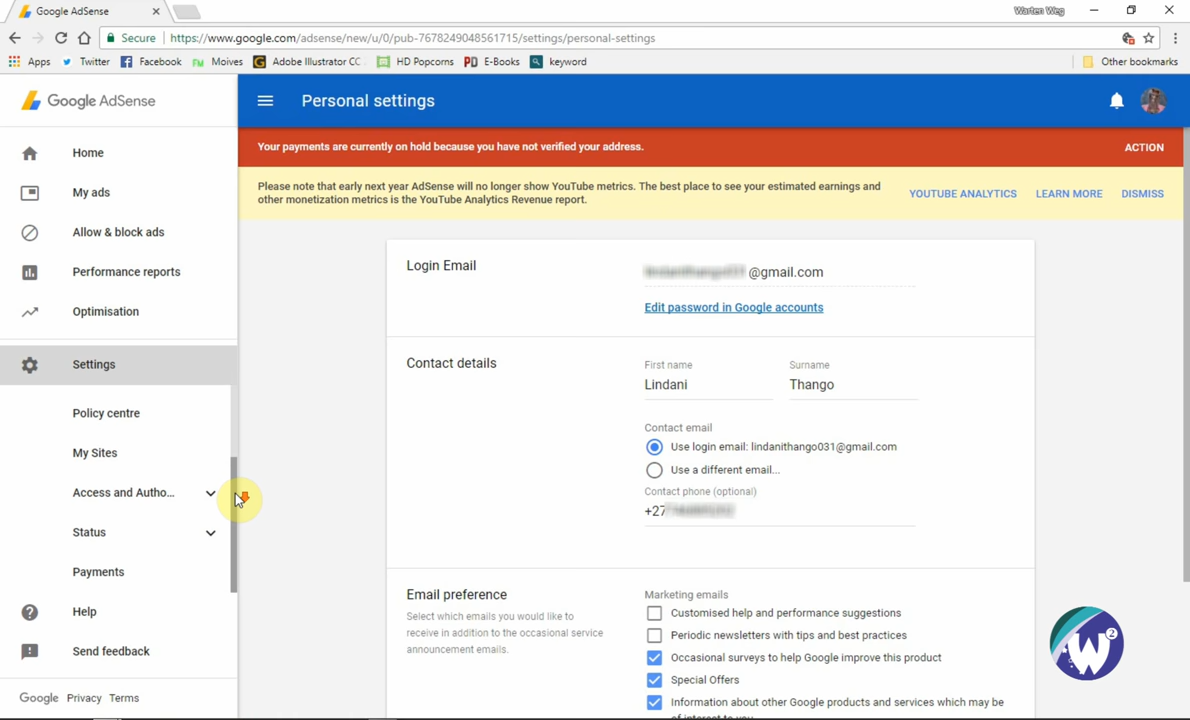 Google AdSense
Warten Weg
Secure
https://www.google.com/adsense/new/u/0/pub-7678249048561715/settings/personal-settings
Apps Twitter Facebook Moives Adobe Illustrator CC HD Popcorns PD E-Books keyword Other bookmarks
Google AdSense
Personal settings
Home
My ads
Allow & block ads
Performance reports
Optimisation
Settings
Policy centre
My Sites
Access and Autho...
Status
Payments
Help
Send feedback
Google Privacy Terms
Your payments are currently on hold because you have not verified your address. ACTION
Please note that early next year AdSense will no longer show YouTube metrics. The best place to see your estimated earnings and
other monetization metrics is the YouTube Analytics Revenue report.
YOUTUBE ANALYTICS LEARN MORE DISMISS
Login Email
@gmail.com
Edit password in Google accounts
Contact details
First name Surname
Lindani Thango
Contact email
Use login email: lindanithango031@gmail.com
Use a different email...
Contact phone (optional)
+27
Email preference
Select which emails you would like to
receive in addition to the occasional service
announcement emails.
Marketing emails
Customised help and performance suggestions
Periodic newsletters with tips and best practices
Occasional surveys to help Google improve this product
Special Offers
Information about other Google products and services which may be
of interest to you
W2